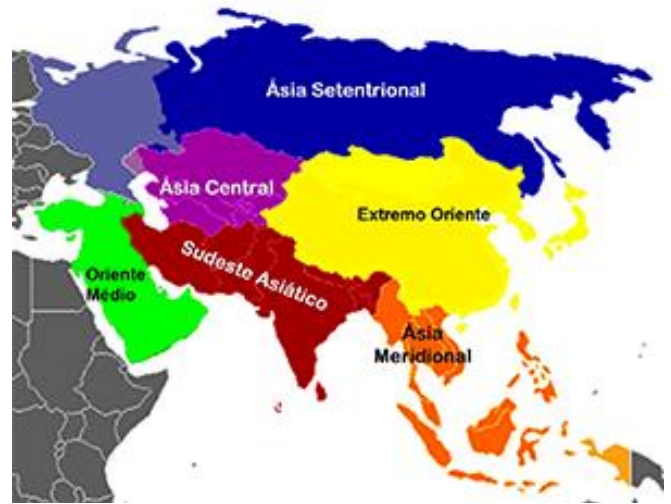 Ásia Setentrional
Ásia Central
Extremo Oriente
Sudeste Asiático
Oriente
Médio
Ásia
Meridional